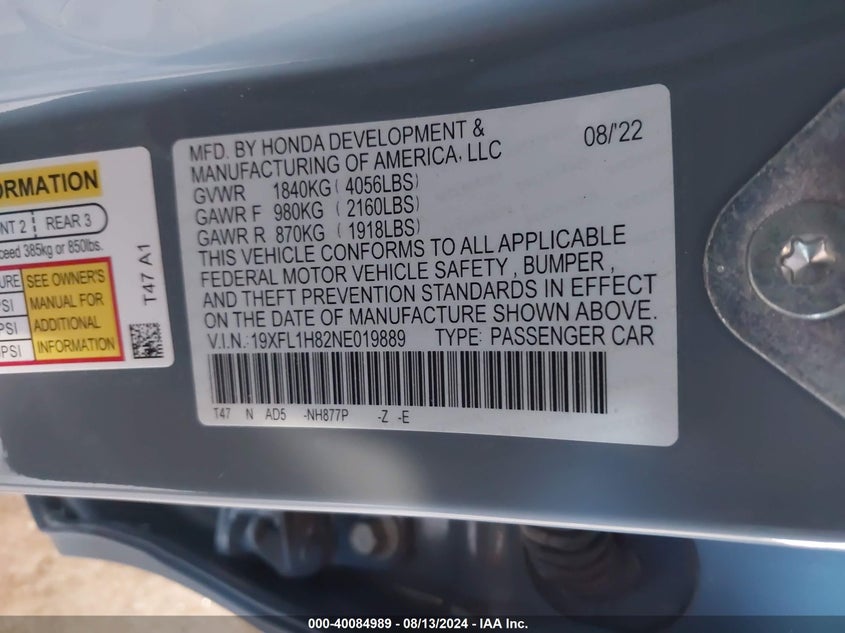 ORMATION
NT 2 REAR 3
ceed 385kg or 850lbs.
URE SEE OWNER'S
PSI MANUAL FOR
PSI ADDITIONAL
PSI INFORMATION
T47 A1
MFD. BY HONDA DEVELOPMENT & 08/'22
MANUFACTURING OF AMERICA, LLC
GVWR 1840KG ( 4056LBS)
GAWR F 980KG ( 2160LBS)
GAWR R 870KG ( 1918LBS)
THIS VEHICLE CONFORMS TO ALL APPLICABLE
FEDERAL MOTOR VEHICLE SAFETY, BUMPER,
AND THEFT PREVENTION STANDARDS IN EFFECT
ON THE DATE OF MANUFACTURE SHOWN ABOVE.
V.I.N.:19XFL1H82NE019889 TYPE: PASSENGER CAR
T47 N AD5 -NH877P -Z -E
000-40084989 - 08/13/2024 - IAA Inc.